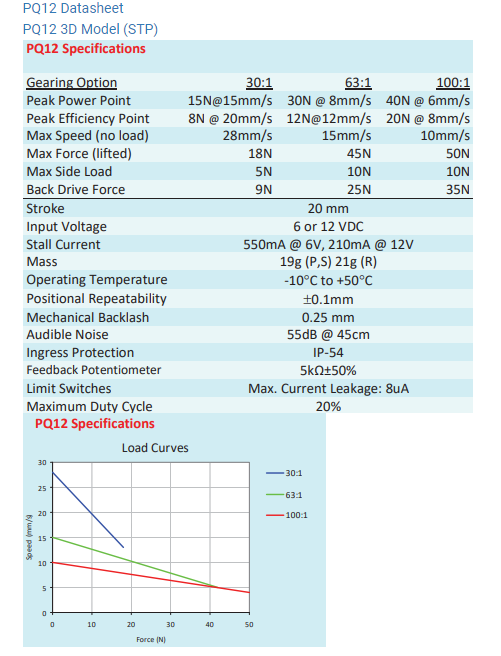 PQ12 Datasheet
PQ12 3D Model (STP)
PQ12 Specifications
Gearing Option 30:1 63:1 100:1
Peak Power Point 15N@15mm/s 30N @ 8mm/s 40N @ 6mm/s
Peak Efficiency Point 8N @ 20mm/s 12N@12mm/s 20N @ 8mm/s
Max Speed (no load) 28mm/s 15mm/s 10mm/s
Max Force (lifted) 18N 45N 50N
Max Side Load 5N 10N 10N
Back Drive Force 9N 25N 35N
Stroke 20 mm
Input Voltage 6 or 12 VDC
Stall Current 550mA @ 6V, 210mA @ 12V
Mass 19g (P,S) 21g (R)
Operating Temperature -10°C to +50°C
Positional Repeatability ±0.1mm
Mechanical Backlash 0.25 mm
Audible Noise 55dB @ 45cm
Ingress Protection IP-54
Feedback Potentiometer 5kΩ±50%
Limit Switches Max. Current Leakage: 8uA
Maximum Duty Cycle 20%
PQ12 Specifications
Load Curves
30
25
20
15
10
5
0
Speed (mm/s)
0 10 20 30 40 50
Force (N)
30:1
63:1
100:1